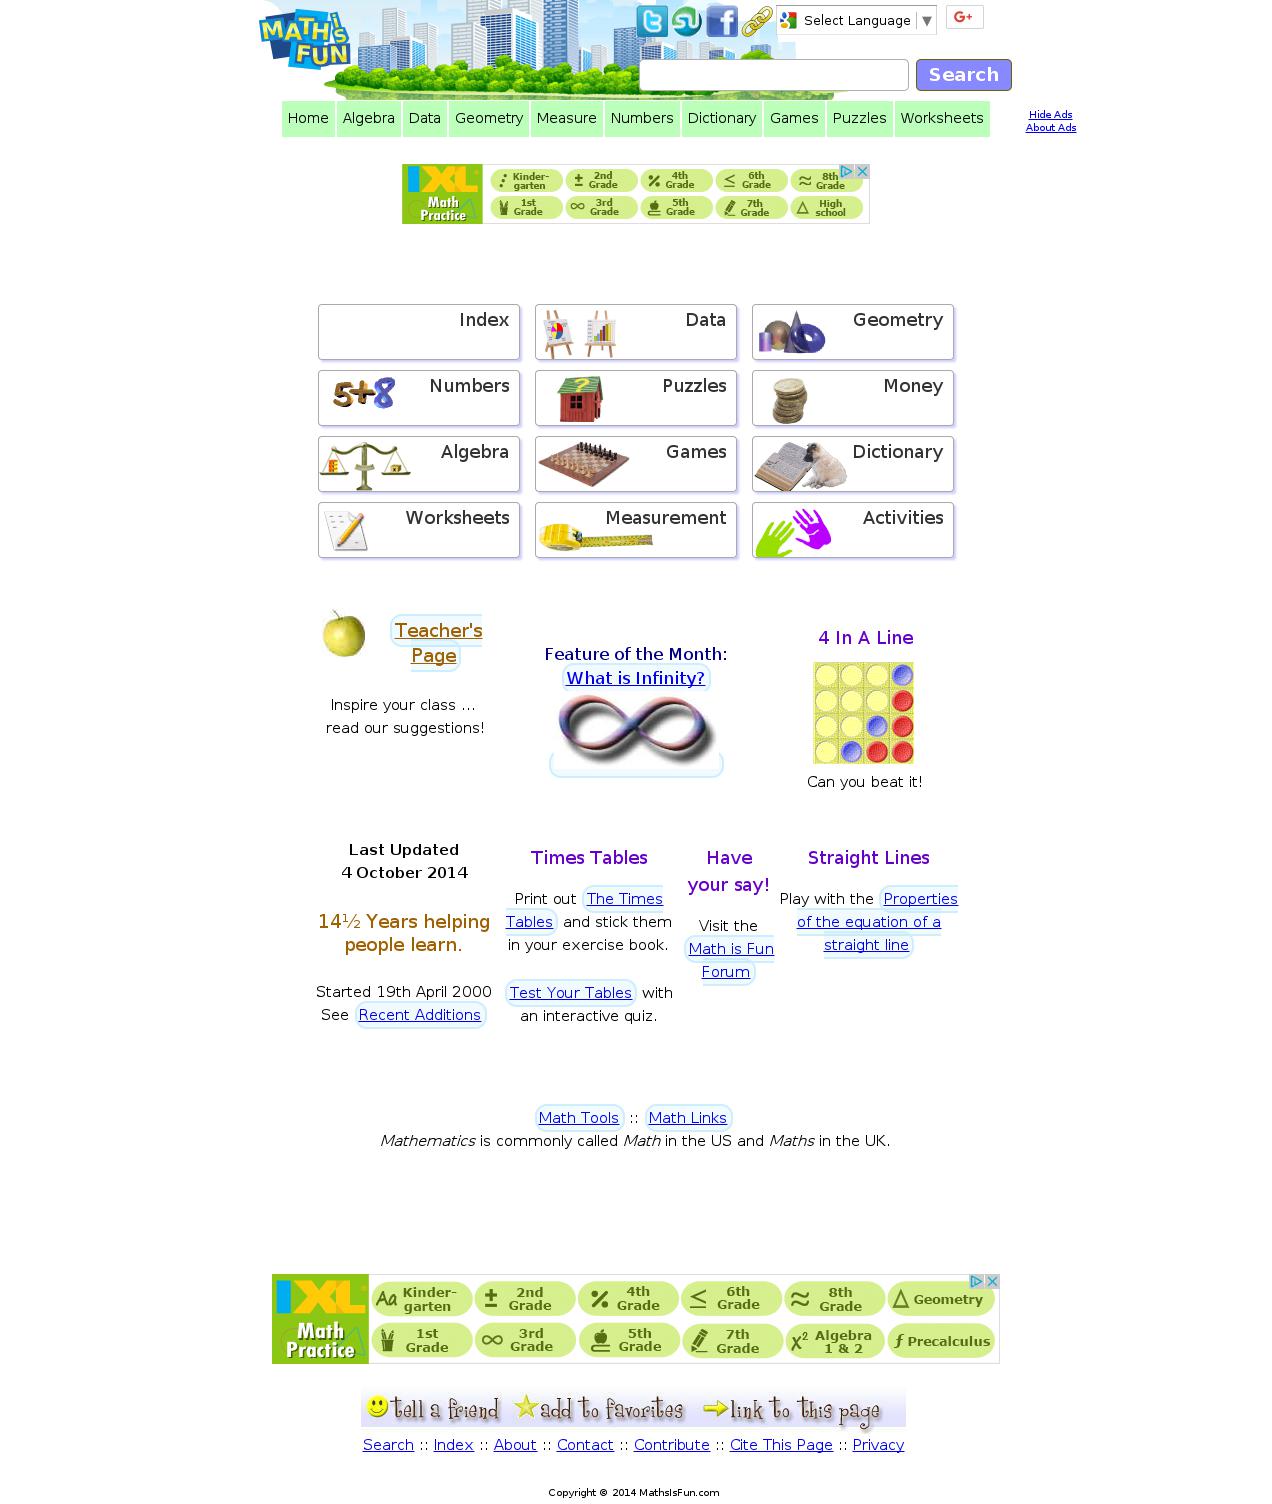 MATH iS FUN
Select Language ▼
G+
Search
Home Algebra Data Geometry Measure Numbers Dictionary Games Puzzles Worksheets
Hide Ads
About Ads
IXL Math Practice
Kinder-garten 2nd Grade 4th Grade 6th Grade 8th Grade
1st Grade 3rd Grade 5th Grade 7th Grade High school
Index Data Geometry
Numbers Puzzles Money
5+8
?
Algebra Games Dictionary
Worksheets Measurement Activities
Teacher's
Page
Inspire your class ...
read our suggestions!
Feature of the Month:
What is Infinity?
4 In A Line
Can you beat it!
Last Updated
4 October 2014
14½ Years helping
people learn.
Started 19th April 2000
See Recent Additions
Times Tables
Print out The Times
Tables and stick them
in your exercise book.
Test Your Tables with
an interactive quiz.
Have
your say!
Visit the
Math is Fun
Forum
Straight Lines
Play with the Properties
of the equation of a
straight line
Math Tools :: Math Links
Mathematics is commonly called Math in the US and Maths in the UK.
IXL Math Practice
Aa Kinder-garten ± 2nd Grade % 4th Grade ≤ 6th Grade ≈ 8th Grade Geometry
1st Grade ∞ 3rd Grade 5th Grade 7th Grade x² Algebra 1 & 2 ƒ Precalculus
tell a friend add to favorites link to this page
Search :: Index :: About :: Contact :: Contribute :: Cite This Page :: Privacy
Copyright © 2014 MathsIsFun.com